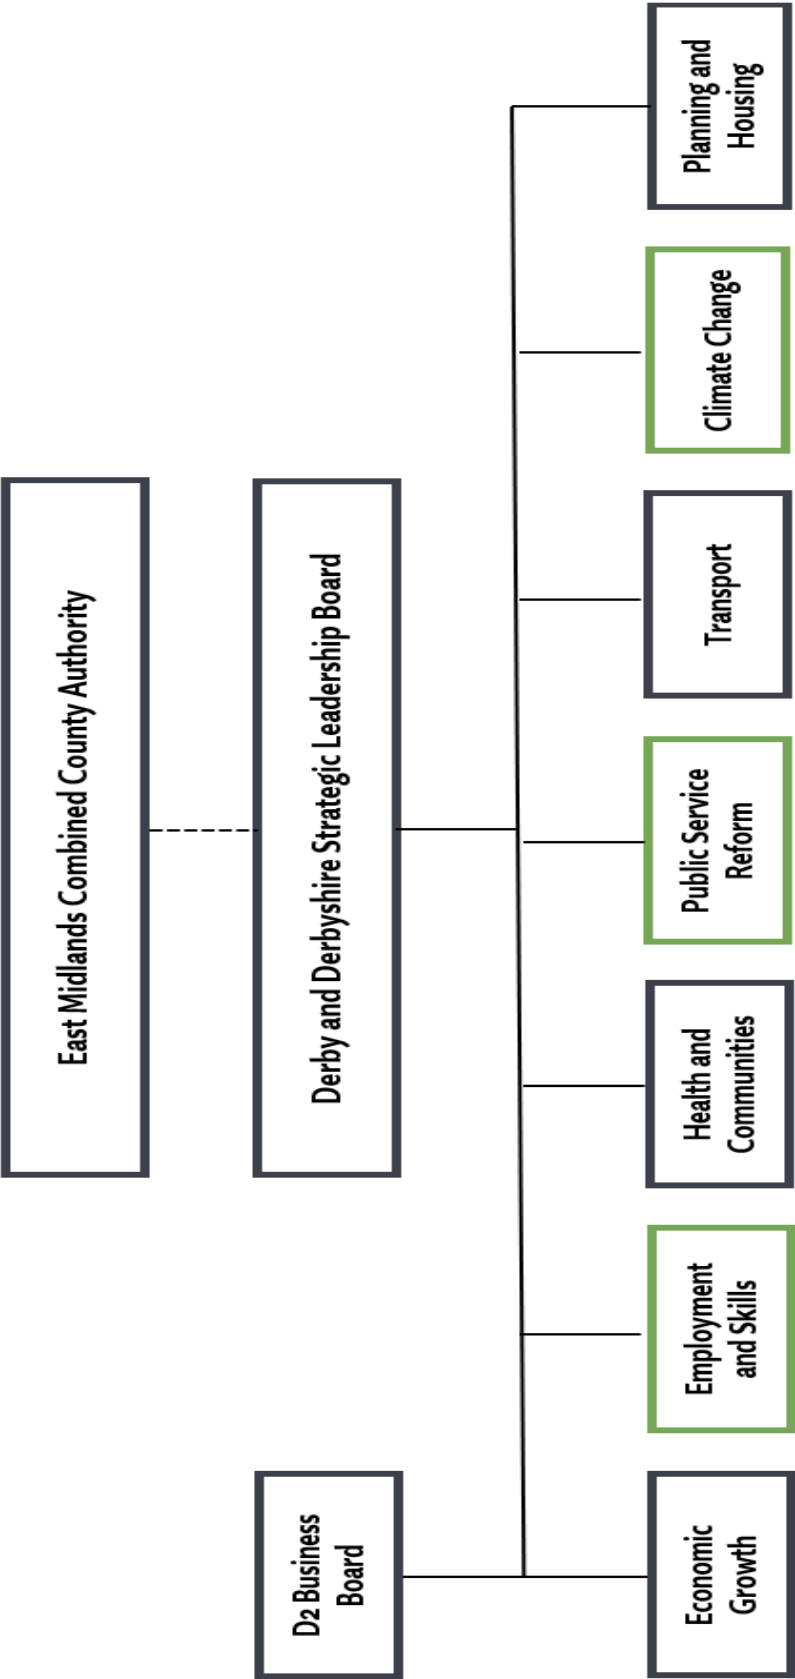 East Midlands Combined County Authority
D2 Business
Board
Derby and Derbyshire Strategic Leadership Board
Economic
Growth
Employment
and Skills
Health and
Communities
Public Service
Reform
Transport
Climate Change
Planning and
Housing